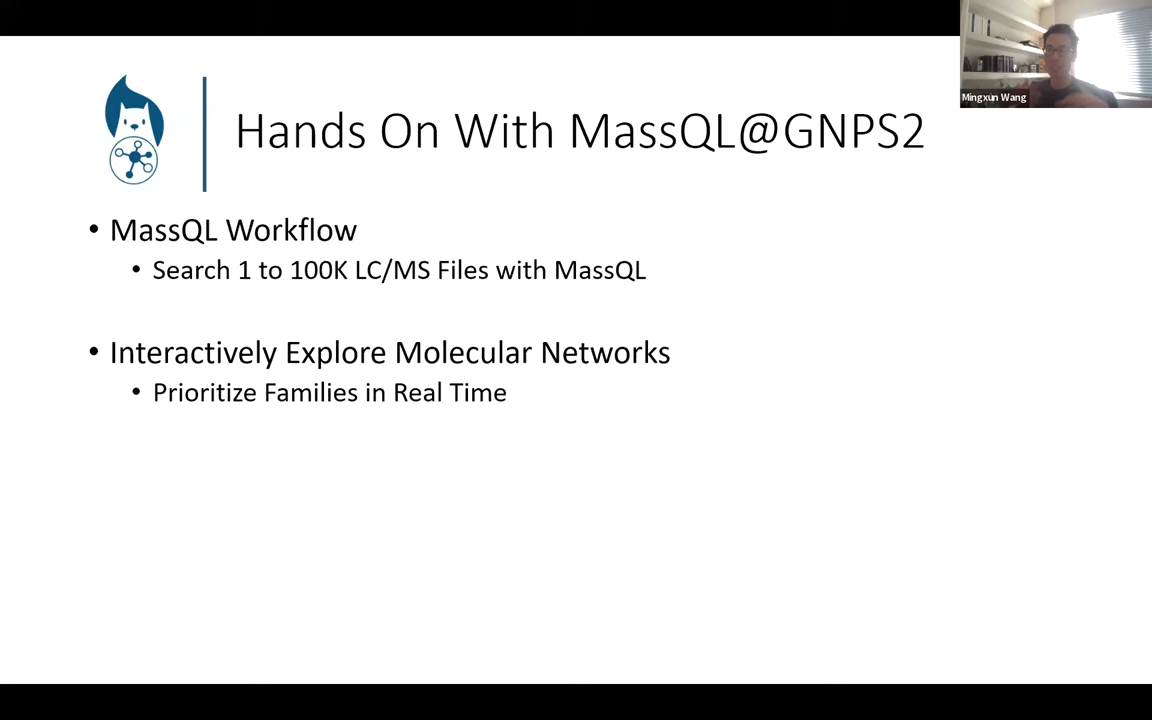 Mingxun Wang
Hands On With MassQL@GNPS2
• MassQL Workflow
• Search 1 to 100K LC/MS Files with MassQL
• Interactively Explore Molecular Networks
• Prioritize Families in Real Time